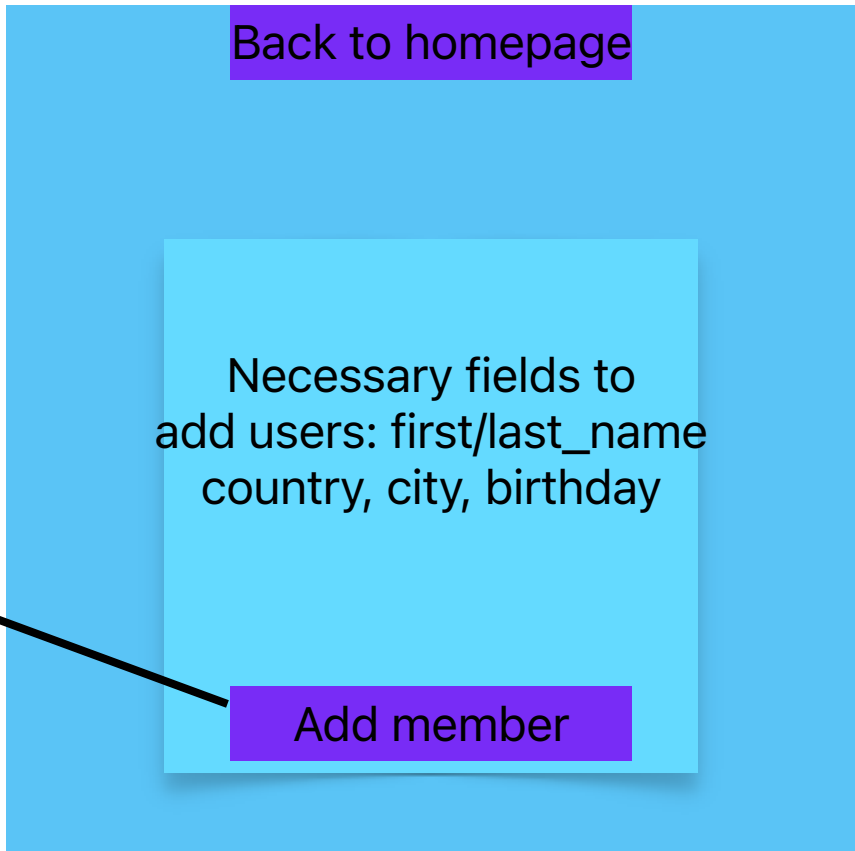 Back to homepage
Necessary fields to
add users: first/last_name
country, city, birthday
Add member